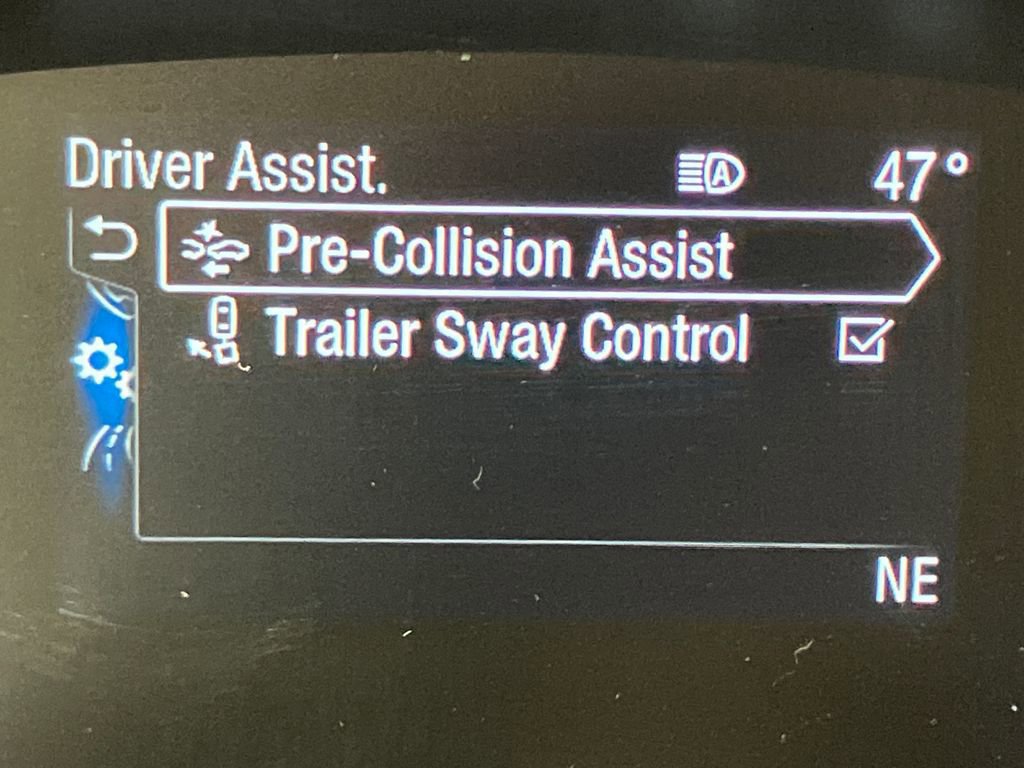 Driver Assist.
A
47°
Pre-Collision Assist
Trailer Sway Control
NE